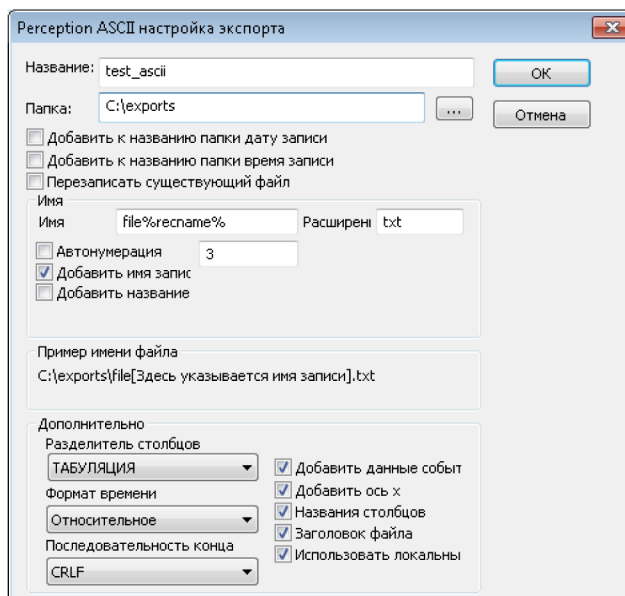 Perception ASCII настройка экспорта
Название: test_ascii
OK
Папка: C:\exports ...
Отмена
Добавить к названию папки дату записи
Добавить к названию папки время записи
Перезаписать существующий файл
Имя
Имя file%recname% Расширени txt
Автонумерация 3
Добавить имя запис
Добавить название
Пример имени файла
C:\exports\file[Здесь указывается имя записи].txt
Дополнительно
Разделитель столбцов
ТАБУЛЯЦИЯ
Формат времени
Относительное
Последовательность конца
CRLF
Добавить данные событ
Добавить ось x
Названия столбцов
Заголовок файла
Использовать локальны